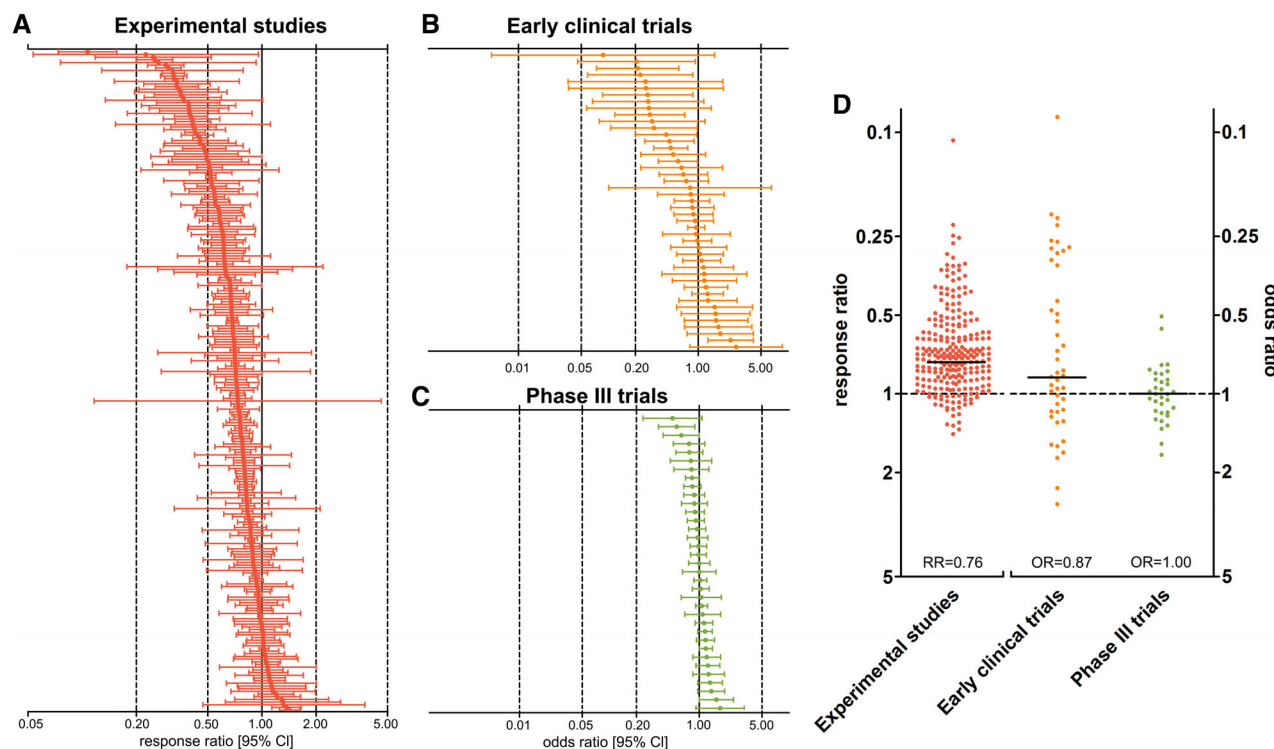 A
Experimental studies
0.05 0.20 0.50 1.00 2.00 5.00
response ratio [95% CI]
B
Early clinical trials
0.01 0.05 0.20 1.00 5.00
C
Phase III trials
0.01 0.05 0.20 1.00 5.00
odds ratio [95% CI]
D
response ratio
0.1
0.25
0.5
1
2
5
RR=0.76 OR=0.87 OR=1.00
0.1
0.25
0.5
1
2
5
odds ratio
Experimental studies
Early clinical trials
Phase III trials